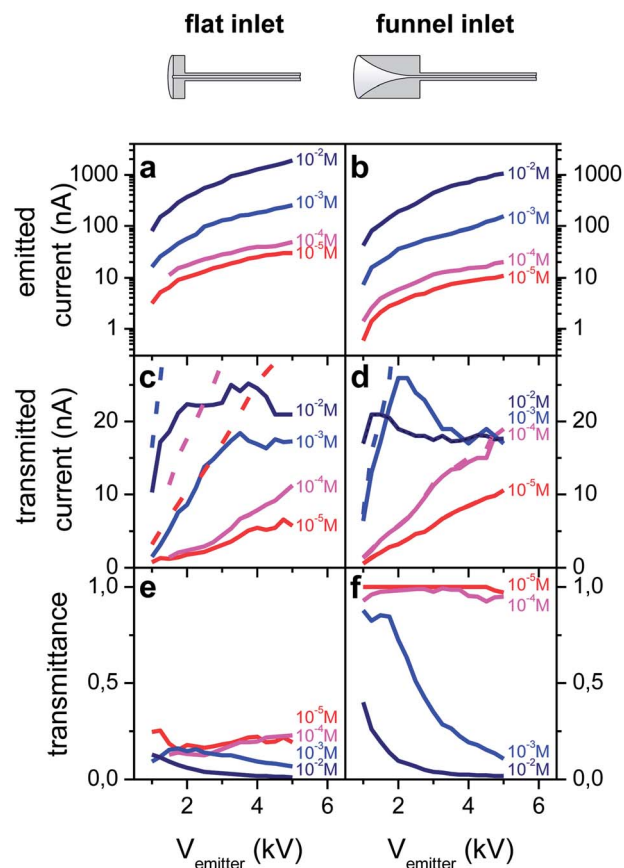 flat inlet funnel inlet
a b
emitted current (nA)
1000 1000
100 100
10 10
1 1
10⁻²M 10⁻²M
10⁻³M 10⁻³M
10⁻⁴M 10⁻⁴M
10⁻⁵M 10⁻⁵M
c d
transmitted current (nA)
20 20
10 10
0 0
10⁻²M 10⁻²M
10⁻³M 10⁻³M
10⁻⁴M 10⁻⁴M
10⁻⁵M 10⁻⁵M
e f
transmittance
1,0 1,0
0,5 0,5
0,0 0,0
10⁻⁵M 10⁻⁵M
10⁻⁴M 10⁻⁴M
10⁻³M 10⁻³M
10⁻²M 10⁻²M
2 4 6 2 4 6
V emitter (kV) V emitter (kV)